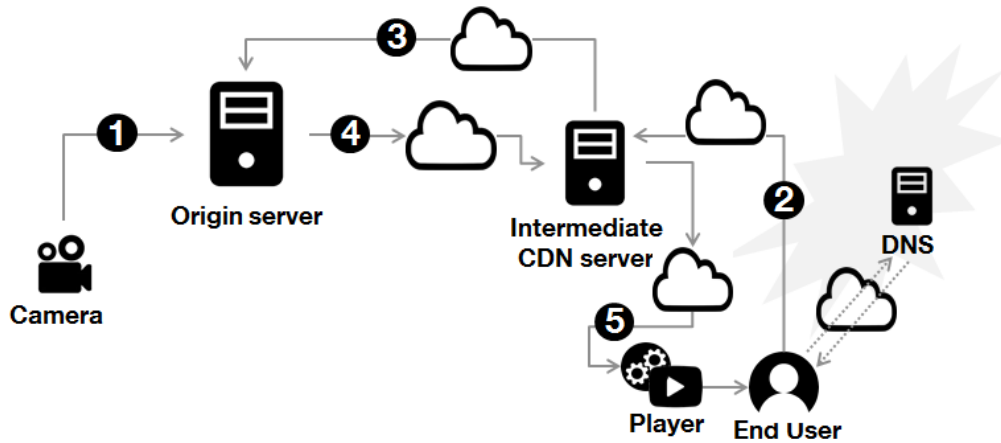 3
1
4
2
Origin server
Intermediate
CDN server
DNS
Camera
5
Player
End User